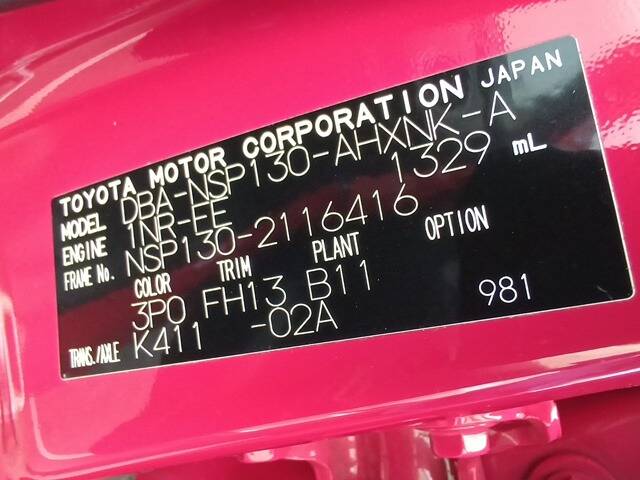 TOYOTA MOTOR CORPORATION JAPAN
MODEL DBA-NSP130-AHXNK-A
ENGINE 1NR-FE 1329 mL
FRAME No. NSP130-2116416
COLOR TRIM PLANT OPTION
3P0 FH13 B11
TRANS./AXLE K411 -02A 981